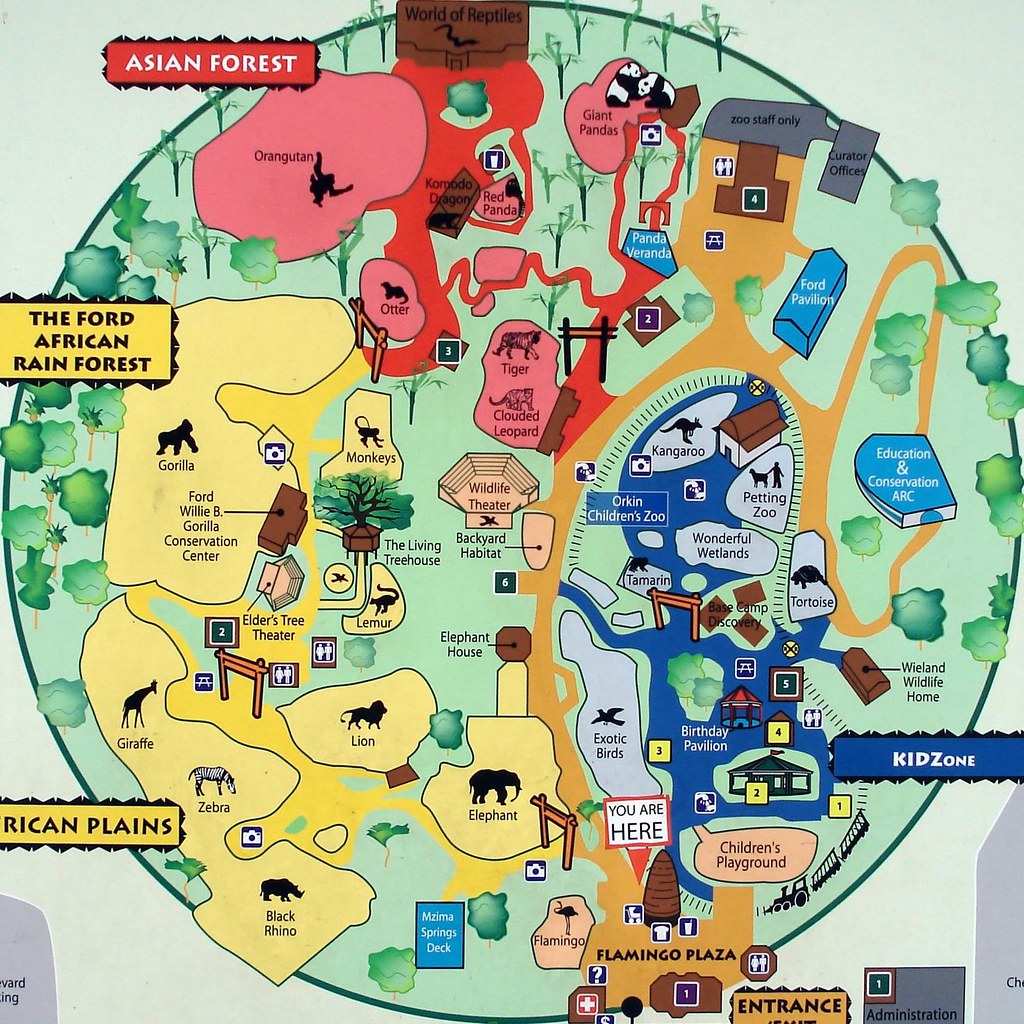 World of Reptiles
ASIAN FOREST
Giant
Pandas
zoo staff only
Curator
Offices
Orangutan
Komodo
Dragon
Red
Panda
4
Panda
Veranda
Ford
Pavilion
Otter
2
3
THE FORD
AFRICAN
RAIN FOREST
Tiger
Clouded
Leopard
Gorilla
Monkeys
Kangaroo
Petting
Zoo
Education
&
Conservation
ARC
Ford
Willie B.
Gorilla
Conservation
Center
Wildlife
Theater
Orkin
Children's Zoo
Backyard
Habitat
Wonderful
Wetlands
The Living
Treehouse
Tamarin
Tortoise
6
Base Camp
Discovery
Elder's Tree
Theater
Lemur
2
Elephant
House
Wieland
Wildlife
Home
5
Giraffe
Lion
Exotic
Birds
Birthday
Pavilion
3
4
KIDZONE
Zebra
Elephant
2
1
RICAN PLAINS
YOU ARE
HERE
Children's
Playground
Black
Rhino
Mzima
Springs
Deck
Flamingo
FLAMINGO PLAZA
?
1
1
Administration
ENTRANCE
/EXIT
$
evard
king
Che